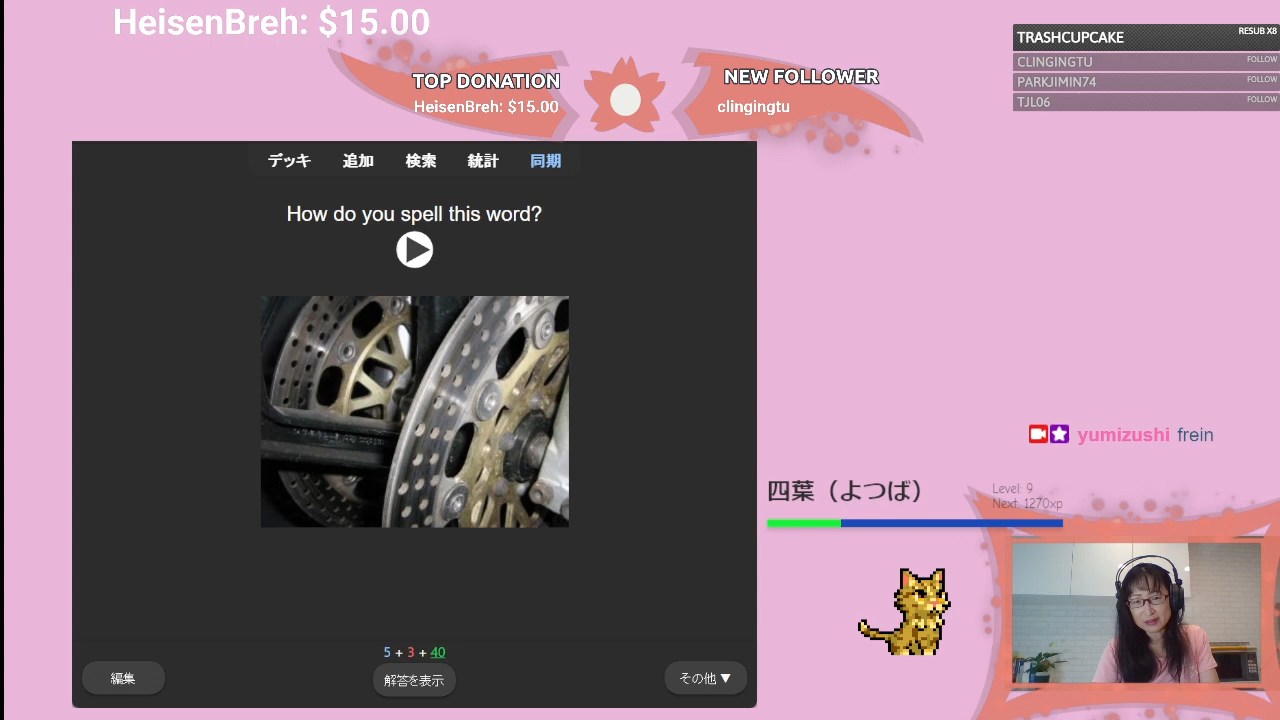 HeisenBreh: $15.00
TOP DONATION
HeisenBreh: $15.00
NEW FOLLOWER
clingingtu
TRASHCUPCAKE RESUB X8
CLINGINGTU FOLLOW
PARKJIMIN74 FOLLOW
TJL06 FOLLOW
デッキ 追加 検索 統計 同期
How do you spell this word?
yumizushi frein
四葉（よつば）
Level: 9
Next: 1270xp
5 + 3 + 40
編集 解答を表示 その他 ▼